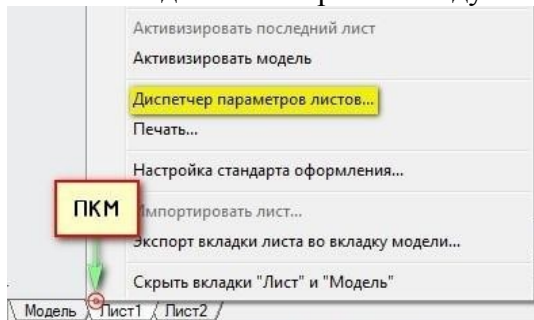 Активизировать последний лист
Активизировать модель
Диспетчер параметров листов...
Печать...
Настройка стандарта оформления...
ПКМ
Импортировать лист...
Экспорт вкладки листа во вкладку модели...
Скрыть вкладки "Лист" и "Модель"
Модель / Лист1 / Лист2 /